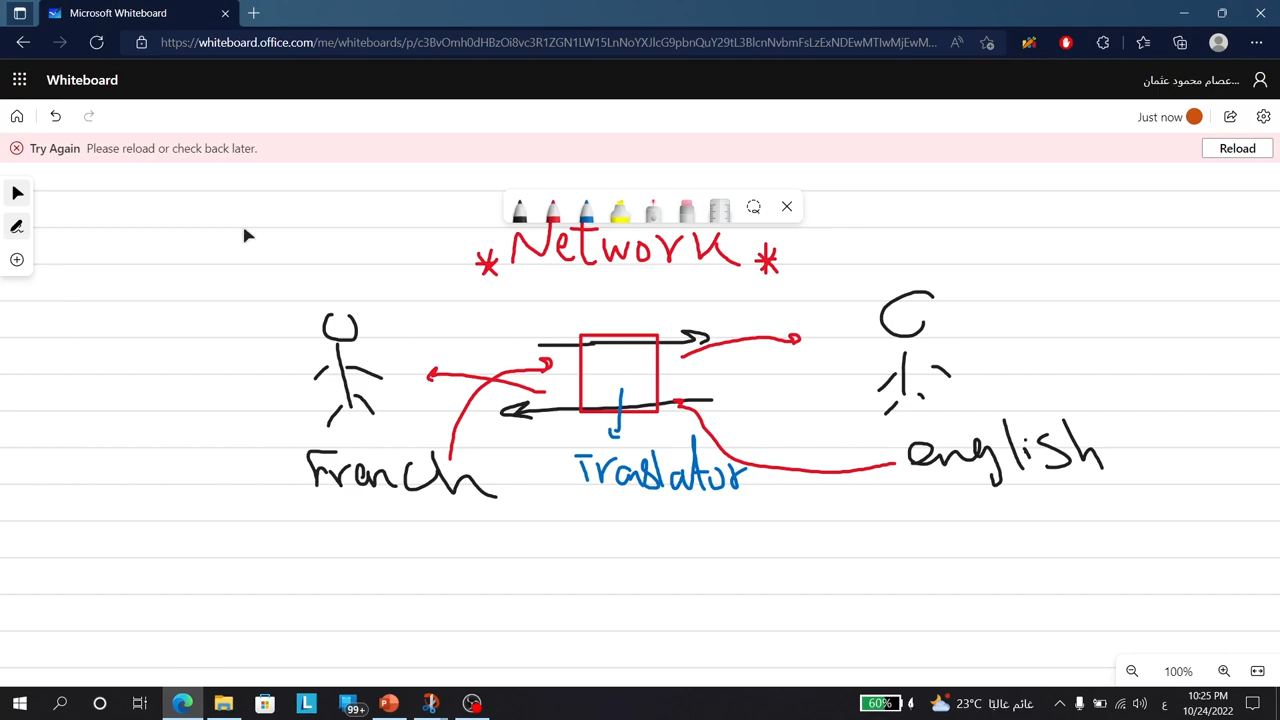 Microsoft Whiteboard
https://whiteboard.office.com/me/whiteboards/p/c3BvOmh0dHBzOi8vc3R1ZGN1LW15LnNoYXJlcG9pbnQuY29tL3BlcnNvbmFsLzExNDEwMTIwMjEwM...
Whiteboard
عصام محمود عثمان...
Just now
Try Again Please reload or check back later.
Reload
* Network *
French
Traslator
english
100%
99+
60%
23°C غائم غالبًا
ع
10:25 PM
10/24/2022